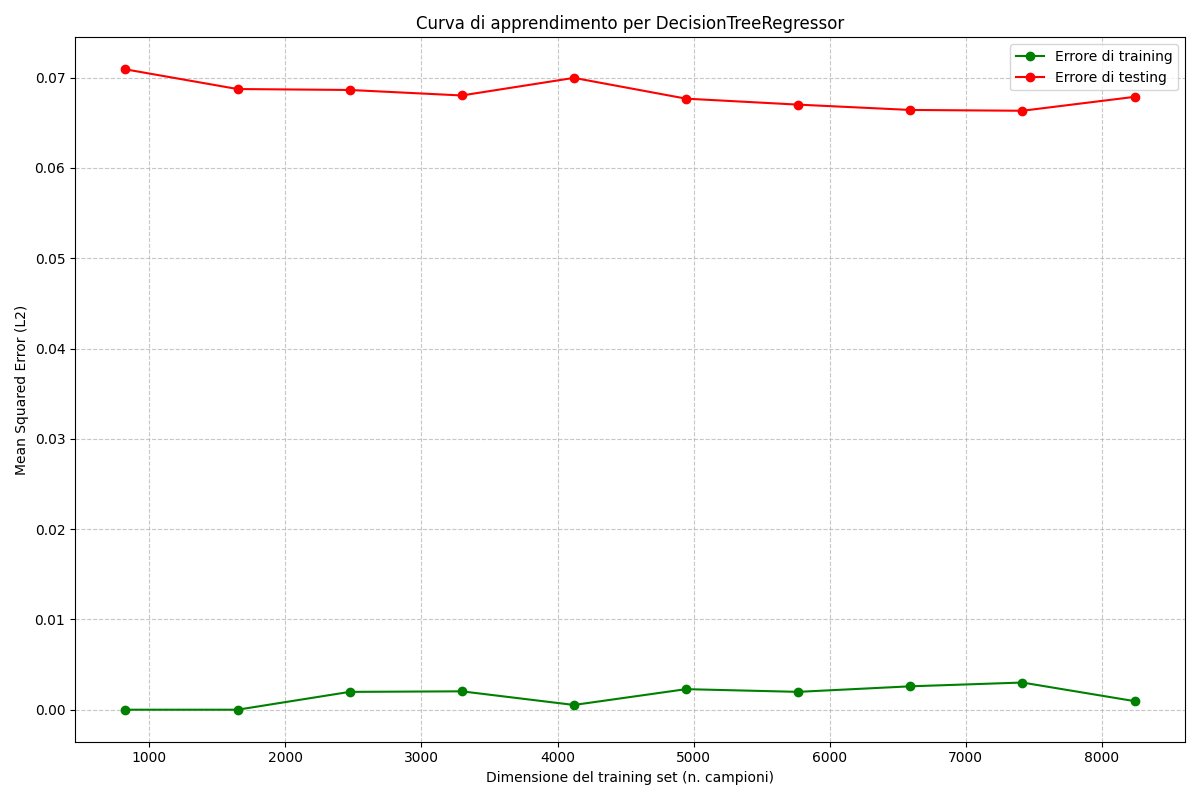 Curva di apprendimento per DecisionTreeRegressor
Errore di training
Errore di testing
Mean Squared Error (L2)
0.07
0.06
0.05
0.04
0.03
0.02
0.01
0.00
1000 2000 3000 4000 5000 6000 7000 8000
Dimensione del training set (n. campioni)